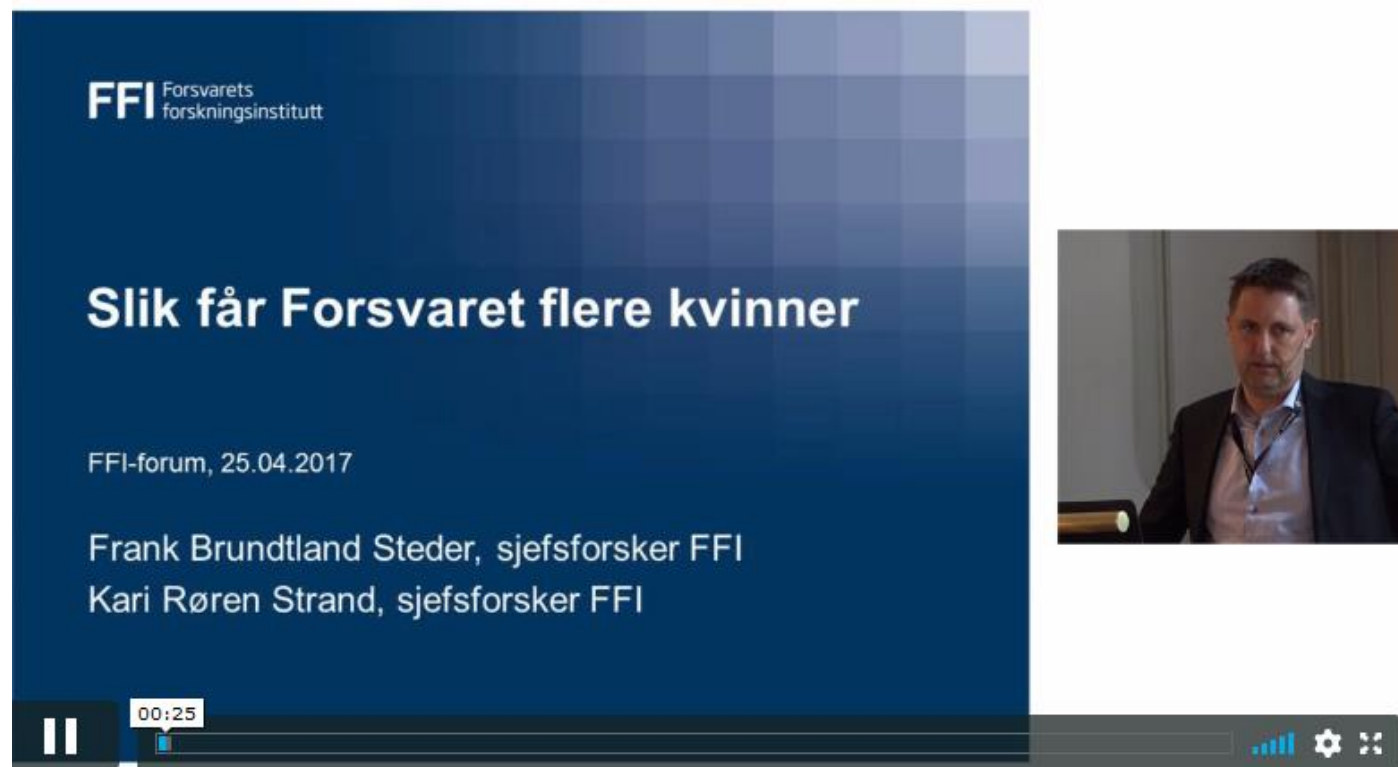 FFI Forsvarets
forskningsinstitutt
Slik får Forsvaret flere kvinner
FFI-forum, 25.04.2017
Frank Brundtland Steder, sjefsforsker FFI
Kari Røren Strand, sjefsforsker FFI
00:25